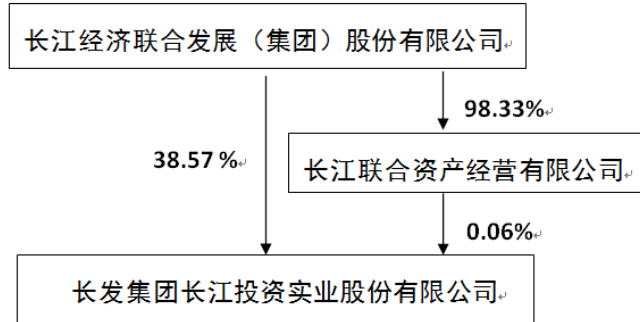 长江经济联合发展（集团）股份有限公司
98.33%
38.57 %
长江联合资产经营有限公司
0.06%
长发集团长江投资实业股份有限公司